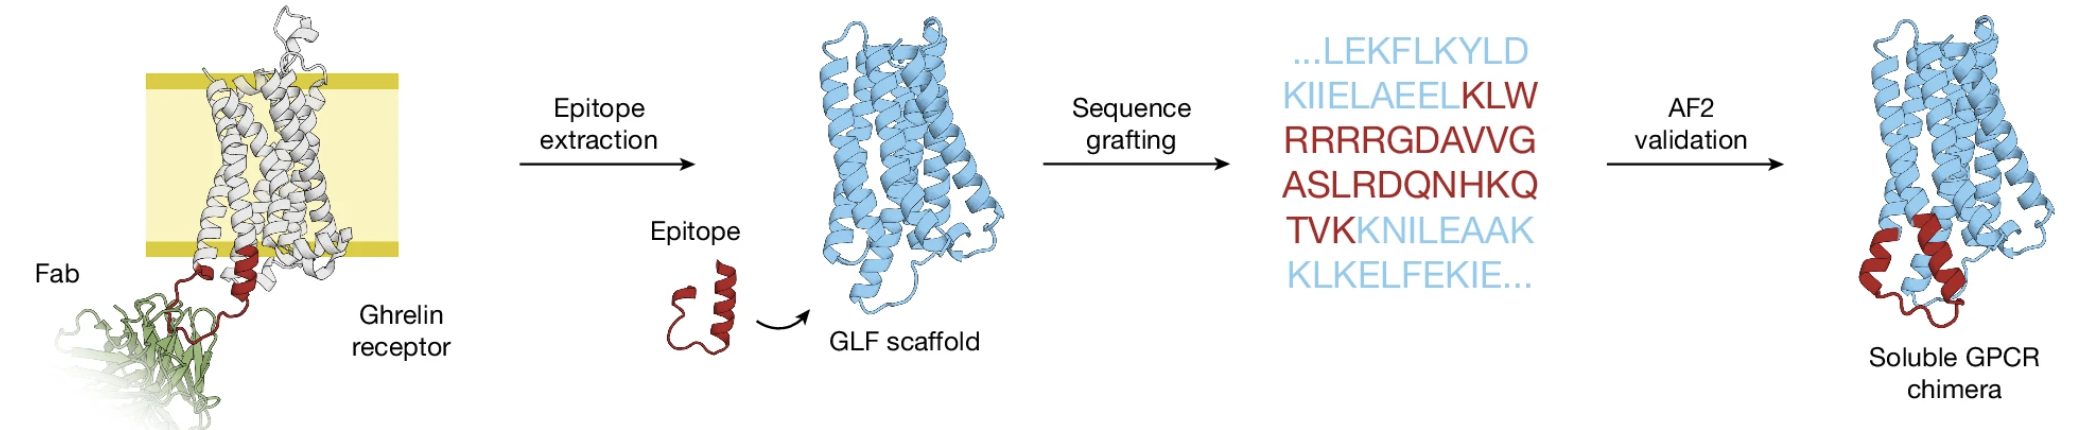 Fab
Ghrelin
receptor
Epitope
extraction
Epitope
GLF scaffold
Sequence
grafting
...LEKFLKYLD
KIIELAEELKLW
RRRRGDAVVG
ASLRDQNHKQ
TVKKNILEAAK
KLKELFEKIE...
AF2
validation
Soluble GPCR
chimera